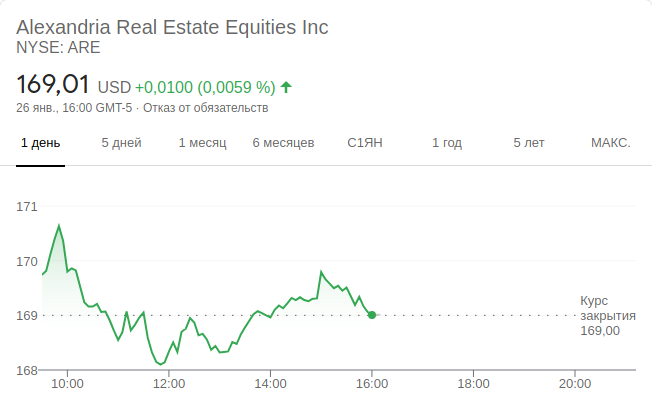 Alexandria Real Estate Equities Inc
NYSE: ARE
169,01 USD +0,0100 (0,0059 %)
26 янв., 16:00 GMT-5 · Отказ от обязательств
1 день 5 дней 1 месяц 6 месяцев С1ЯН 1 год 5 лет МАКС.
171
170
169
168
Курс
закрытия
169,00
10:00 12:00 14:00 16:00 18:00 20:00